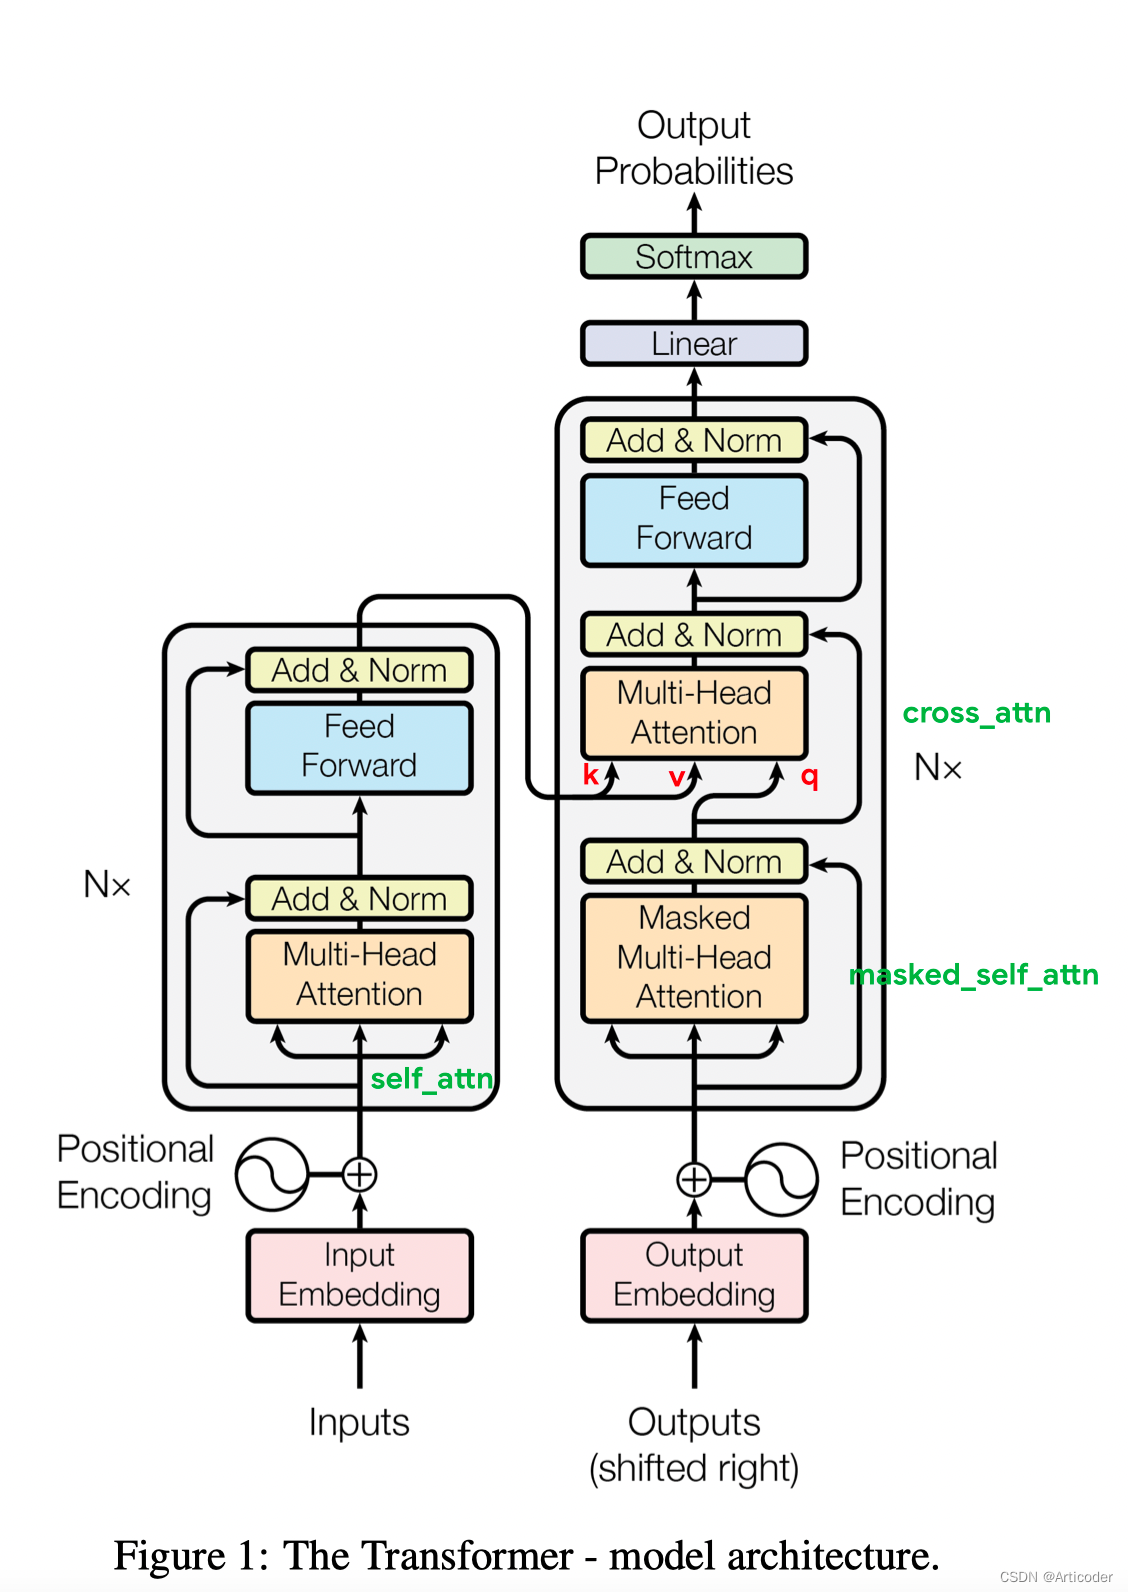 Output
Probabilities
Softmax
Linear
Add & Norm
Feed
Forward
Add & Norm
Multi-Head
Attention
cross_attn
k
v
q
N×
Add & Norm
Masked
Multi-Head
Attention
masked_self_attn
Add & Norm
Feed
Forward
N×
Add & Norm
Multi-Head
Attention
self_attn
Positional
Encoding
Positional
Encoding
Input
Embedding
Output
Embedding
Inputs
Outputs
(shifted right)
Figure 1: The Transformer - model architecture.
CSDN @Articoder